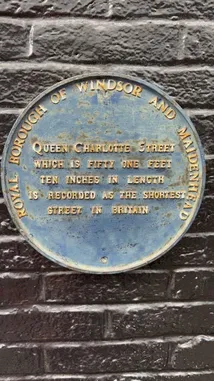 ROYAL BOROUGH OF WINDSOR AND MAIDENHEAD
QUEEN CHARLOTTE STREET
WHICH IS FIFTY ONE FEET
TEN INCHES IN LENGTH
IS RECORDED AS THE SHORTEST
STREET IN BRITAIN